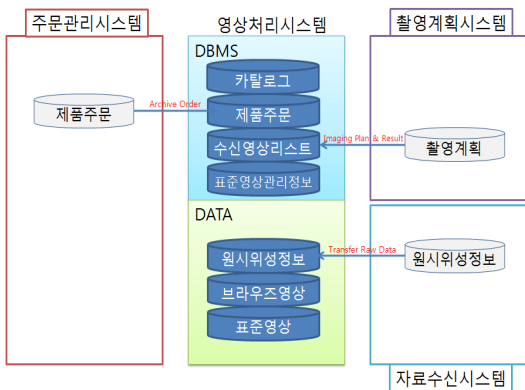 주문관리시스템
영상처리시스템
촬영계획시스템
DBMS
카탈로그
제품주문
Archive Order
제품주문
수신영상리스트
Imaging Plan & Result
촬영계획
표준영상관리정보
DATA
원시위성정보
Transfer Raw Data
원시위성정보
브라우즈영상
표준영상
자료수신시스템